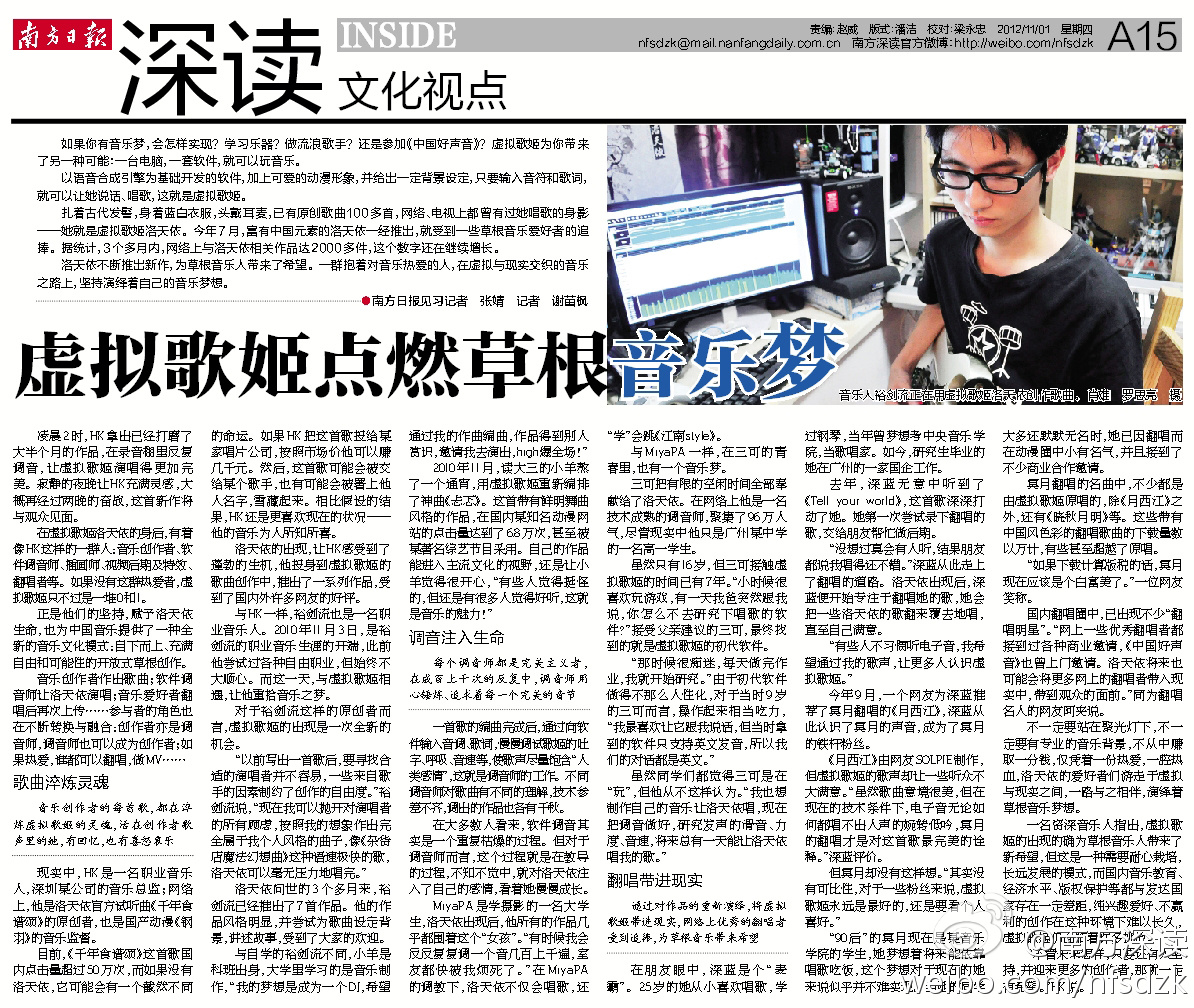 南方日报
深读
INSIDE
文化视点
责编:赵威 版式:潘洁 校对:梁永忠 2012/11/01 星期四
nfsdzk@mail.nanfangdaily.com.cn 南方深读官方微博:http://weibo.com/nfsdzk
A15
如果你有音乐梦,会怎样实现?学习乐器?做流浪歌手?还是参加《中国好声音》?虚拟歌姬为你带来
了另一种可能:一台电脑,一套软件,就可以玩音乐。
以语音合成引擎为基础开发的软件,加上可爱的动漫形象,并给出一定背景设定,只要输入音符和歌词,
就可以让她说话、唱歌,这就是虚拟歌姬。
扎着古代发髻,身着蓝白衣服,头戴耳麦,已有原创歌曲100多首,网络、电视上都曾有过她唱歌的身影
——她就是虚拟歌姬洛天依。今年7月,富有中国元素的洛天依一经推出,就受到一些草根音乐爱好者的追
捧。据统计,3个多月内,网络上与洛天依相关作品达2000多件,这个数字还在继续增长。
洛天依不断推出新作,为草根音乐人带来了希望。一群抱着对音乐热爱的人,在虚拟与现实交织的音乐
之路上,坚持演绎着自己的音乐梦想。
●南方日报见习记者 张婧 记者 谢苗枫
虚拟歌姬点燃草根音乐梦
音乐人裕剑流正在用虚拟歌姬洛天依创作歌曲。肖雄 罗展亮 摄
凌晨2时,HK拿出已经打磨了
大半个月的作品,在录音棚里反复
调音,让虚拟歌姬演唱得更加完
美。寂静的夜晚让HK充满灵感,大
概再经过两晚的奋战,这首新作将
与观众见面。
在虚拟歌姬洛天依的身后,有着
像HK这样的一群人:音乐创作者、软
件调音师、插画师、视频后期及特效、
翻唱者等。如果没有这群热爱者,虚
拟歌姬只不过是一堆0和1。
正是他们的坚持,赋予洛天依
生命,也为中国音乐提供了一种全
新的音乐文化模式:自下而上、充满
自由和可能性的开放式草根创作。
音乐创作者作出歌曲;软件调
音师让洛天依演唱;音乐爱好者翻
唱后再次上传……参与者的角色也
在不断转换与融合:创作者亦是调
音师,调音师也可以成为创作者;如
果热爱,谁都可以翻唱,做MV……
歌曲淬炼灵魂
音乐创作者的每首歌,都在淬
炼虚拟歌姬的灵魂,活在创作者歌
声里的她,有回忆,也有喜怒哀乐
现实中,HK是一名职业音乐
人,深圳某公司的音乐总监;网络
上,他是洛天依官方试听曲《千年食
谱颂》的原创者,也是国产动漫《钢
羽》的音乐监督。
目前,《千年食谱颂》这首歌国
内点击量超过50万次,而如果没有
洛天依,它可能会有一个截然不同
的命运。如果HK把这首歌投给某
家唱片公司,按照市场价他可以赚
几千元。然后,这首歌可能会被交
给某个歌手,也有可能会被署上他
人名字,雪藏起来。相比假设的结
果,HK还是更喜欢现在的状况——
他的音乐为人所知所喜。
洛天依的出现,让HK感受到了
蓬勃的生机,他投身到虚拟歌姬的
歌曲创作中,推出了一系列作品,受
到了国内外许多网友的好评。
与HK一样,裕剑流也是一名职
业音乐人。2010年11月3日,是裕
剑流的职业音乐生涯的开端,此前
他尝试过各种自由职业,但始终不
大顺心。而这一天,与虚拟歌姬相
遇,让他重拾音乐之梦。
对于裕剑流这样的原创者而
言,虚拟歌姬的出现是一次全新的
机会。
“以前写出一首歌后,要寻找合
适的演唱者并不容易,一些来自歌
手的因素制约了创作的自由度。”裕
剑流说,“现在我可以抛开对演唱者
的所有顾虑,按照我的想象作出完
全属于我个人风格的曲子,像《杂货
店魔法幻想曲》这种语速极快的歌,
洛天依可以毫无压力地唱完。”
洛天依问世的3个多月来,裕
剑流已经推出了7首作品。他的作
品风格明显,并尝试为歌曲设定背
景,讲述故事,受到了大家的欢迎。
与自学的裕剑流不同,小羊是
科班出身,大学里学习的是音乐制
作,“我的梦想是成为一个DJ,希望
通过我的作曲编曲,作品得到别人
赏识,邀请我去演出,high爆全场!”
2010年11月,读大三的小羊熬
了一个通宵,用虚拟歌姬重新编排
了神曲《忐忑》。这首带有鲜明舞曲
风格的作品,在国内某知名动漫网
站的点击量达到了68万次,甚至被
某著名综艺节目采用。自己的作品
能进入主流文化的视野,还是让小
羊觉得很开心,“有些人觉得挺怪
的,但还是有很多人觉得好听,这就
是音乐的魅力!”
调音注入生命
每个调音师都是完美主义者,
在成百上千次的反复中,调音师用
心锤炼、追求着每一个完美的音节
一首歌的编曲完成后,通过向软
件输入音调、歌词,慢慢调试歌姬的吐
字、呼吸、音速等,使歌声尽量饱含“人
类感情”,这就是调音师的工作。不同
调音师对歌曲有不同的理解,技术参
差不齐,调出的作品也各有千秋。
在大多数人看来,软件调音其
实是一个重复枯燥的过程。但对于
调音师而言,这个过程就是在教导
的过程,不知不觉中,就对洛天依注
入了自己的感情,看着她慢慢成长。
MiyaPA是学摄影的一名大学
生,洛天依出现后,他所有的作品几
乎都围着这个“女孩”。“有时候我会
反反复复调一个音几百上千遍,室
友都快被我烦死了。”在MiyaPA
的调教下,洛天依不仅会唱歌,还
“学”会跳《江南style》。
与MiyaPA一样,在三可的青
春里,也有一个音乐梦。
三可把有限的空闲时间全部奉
献给了洛天依。在网络上他是一名
技术成熟的调音师,聚集了96万人
气,尽管现实中他只是广州某中学
的一名高一学生。
虽然只有16岁,但三可接触虚
拟歌姬的时间已有7年。“小时候很
喜欢玩游戏,有一天我爸突然跟我
说,你怎么不去研究下唱歌的软
件?”接受父亲建议的三可,最终找
到的就是虚拟歌姬的初代软件。
“那时候很痴迷,每天做完作
业,我就开始研究。”由于初代软件
做得不那么人性化,对于当时9岁
的三可而言,操作起来相当吃力,
“我最喜欢让它跟我说话,但当时拿
到的软件只支持英文发音,所以我
们的对话都是英文。”
虽然同学们都觉得三可是在
“玩”,但他从不这样认为。“我也想
制作自己的音乐让洛天依唱,现在
把调音做好,研究发声的滑音、力
度、音速,将来总有一天能让洛天依
唱我的歌。”
翻唱带进现实
通过对作品的重新演绎,将虚拟
歌姬带进现实,网络上优秀的翻唱者
受到追捧,为草根音乐带来希望
在朋友眼中,深蓝是个“麦
霸”。25岁的她从小喜欢唱歌,学
过钢琴,当年曾梦想考中央音乐学
院,当歌唱家。如今,研究生毕业的
她在广州的一家国企工作。
去年,深蓝无意中听到了
《Tell your world》,这首歌深深打
动了她。她第一次尝试录下翻唱的
歌,交给朋友帮忙做后期。
“没想过真会有人听,结果朋友
都说我唱得还不错。”深蓝从此走上
了翻唱的道路。洛天依出现后,深
蓝便开始专注于翻唱她的歌,她会
把一些洛天依的歌翻来覆去地唱,
直至自己满意。
“有些人不习惯听电子音,我希
望通过我的歌声,让更多人认识虚
拟歌姬。”
今年9月,一个网友为深蓝推
荐了冥月翻唱的《月西江》,深蓝从
此认识了冥月的声音,成为了冥月
的铁杆粉丝。
《月西江》由网友SOLPIE制作,
但虚拟歌姬的歌声却让一些听众不
大满意。“虽然歌曲意境很美,但在
现在的技术条件下,电子音无论如
何都唱不出人声的婉转低吟,冥月
的翻唱才是对这首歌最完美的诠
释。”深蓝评价。
但冥月却没有这样想。“其实没
有可比性,对于一些粉丝来说,虚拟
歌姬永远是最好的,还是要看个人
喜好。”
“90后”的冥月现在是某音乐
学院的学生,她梦想着将来能依靠
唱歌吃饭,这个梦想对于现在的她
来说似乎并不难实
大多还默默无名时,她已因翻唱而
在动漫圈中小有名气,并且接到了
不少商业合作邀请。
冥月翻唱的名曲中,不少都是
由虚拟歌姬原唱的,除《月西江》之
外,还有《晓秋月明》等。这些带有
中国风色彩的翻唱歌曲的下载量数
以万计,有些甚至超越了原唱。
“如果下载计算版税的话,冥月
现在应该是个白富美了。”一位网友
笑称。
国内翻唱圈中,已出现不少“翻
唱明星”。“网上一些优秀翻唱者都
接到过各种商业邀请,《中国好声
音》也曾上门邀请。洛天依将来也
可能会将更多网上的翻唱者带入现
实中,带到观众的面前。”同为翻唱
名人的网友阿夹说。
不一定要站在聚光灯下,不一
定要有专业的音乐背景,不从中赚
取一分钱,仅凭着一份热爱,一腔热
血,洛天依的爱好者们游走于虚拟
与现实之间,一路与之相伴,演绎着
草根音乐梦想。
一名资深音乐人指出,虚拟歌
姬的出现的确为草根音乐人带来了
新希望,但这是一种需要耐心栽培,
长远发展的模式,而国内音乐教育、
经济水平、版权保护等都与发达国
家存在一定差距,纯兴趣爱好、不赢
利的创作在这种环境下难以长久,
虚拟
@南方深读
weibo.com/nfsdzk